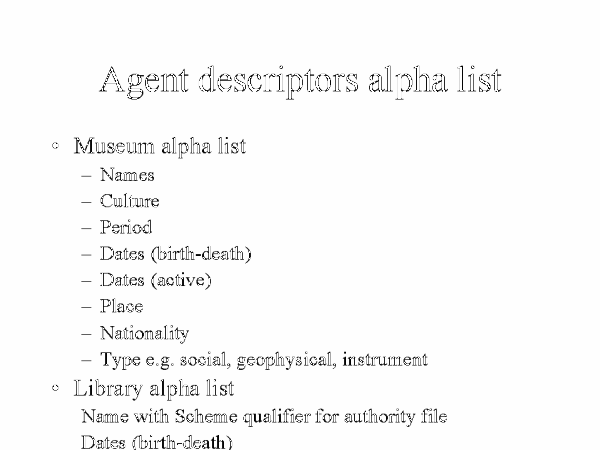 Agent descriptors alpha list
◦ Museum alpha list
– Names
– Culture
– Period
– Dates (birth-death)
– Dates (active)
– Place
– Nationality
– Type e.g. social, geophysical, instrument
◦ Library alpha list
Name with Scheme qualifier for authority file
Dates (birth-death)